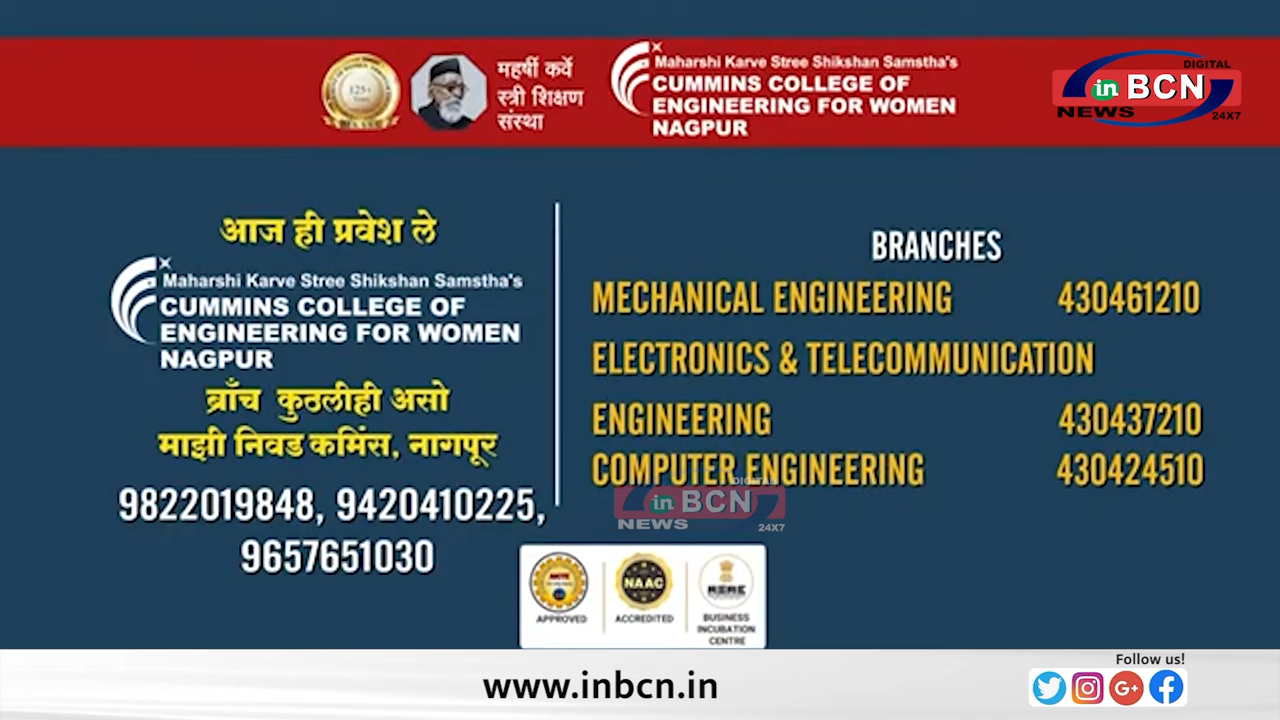 महर्षी कर्वे
स्त्री शिक्षण
संस्था
Maharshi Karve Stree Shikshan Samstha's
CUMMINS COLLEGE OF
ENGINEERING FOR WOMEN
NAGPUR
DIGITAL
in BCN
NEWS 24X7
आज ही प्रवेश ले
Maharshi Karve Stree Shikshan Samstha's
CUMMINS COLLEGE OF
ENGINEERING FOR WOMEN
NAGPUR
ब्राँच कुठलीही असो
माझी निवड कमिंस, नागपूर
9822019848, 9420410225,
9657651030
BRANCHES
MECHANICAL ENGINEERING 430461210
ELECTRONICS & TELECOMMUNICATION
ENGINEERING 430437210
COMPUTER ENGINEERING 430424510
DIGITAL
in BCN
NEWS 24X7
APPROVED
NAAC
ACCREDITED
BUSINESS
INCUBATION
CENTRE
www.inbcn.in
Follow us!